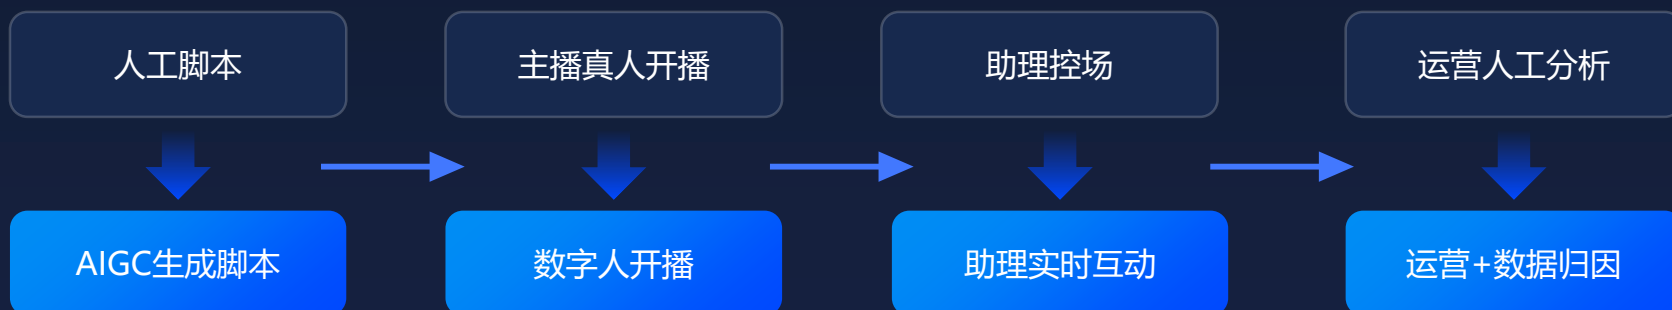 人工脚本
主播真人开播
助理控场
运营人工分析
AIGC生成脚本
数字人开播
助理实时互动
运营+数据归因